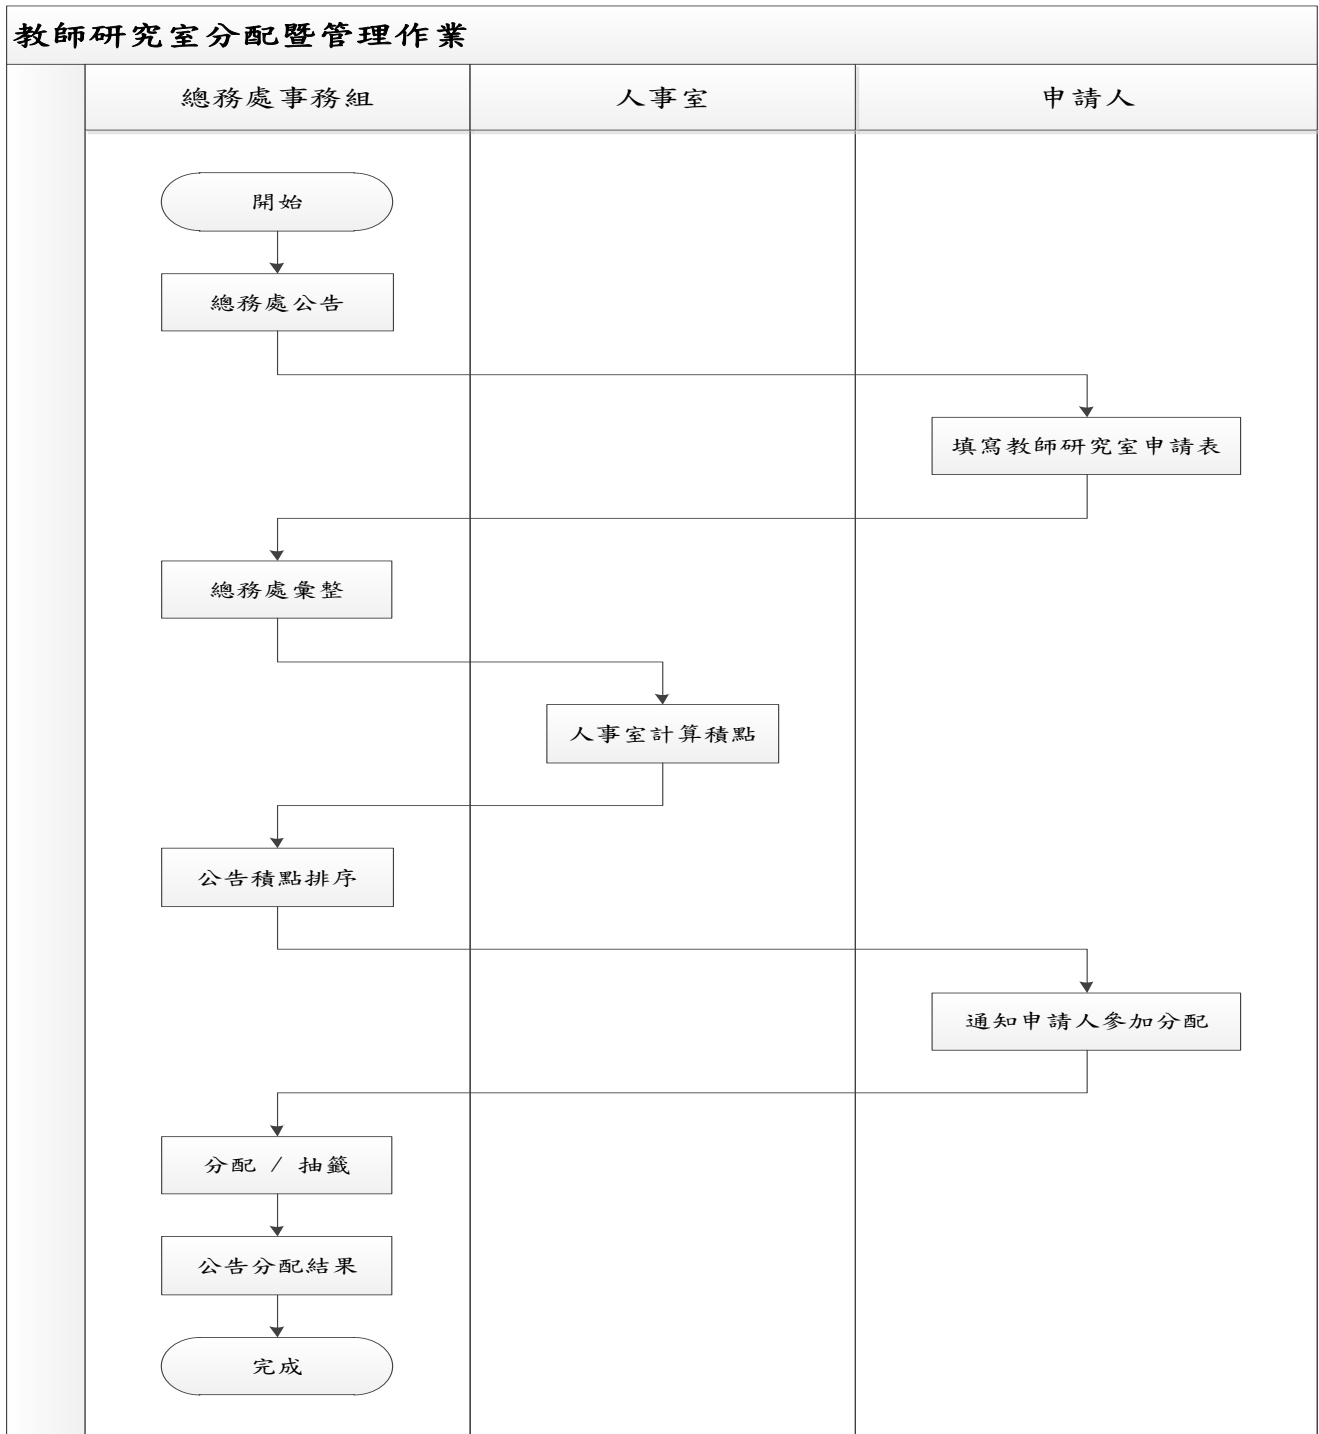 教師研究室分配暨管理作業
總務處事務組 人事室 申請人
開始
總務處公告
填寫教師研究室申請表
總務處彙整
人事室計算積點
公告積點排序
通知申請人參加分配
分配 / 抽籤
公告分配結果
完成